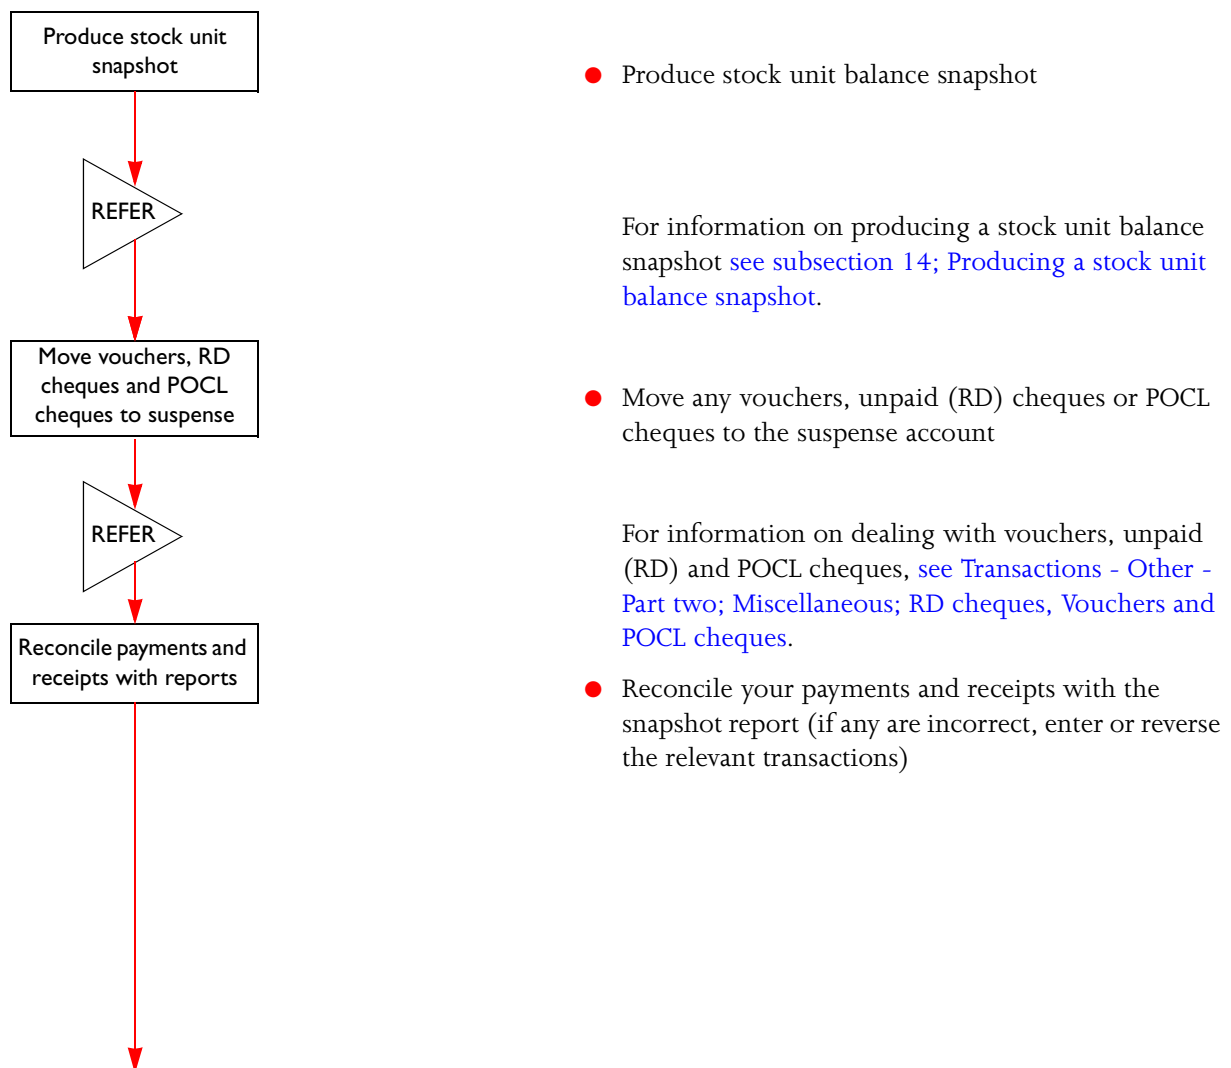 Produce stock unit
snapshot
● Produce stock unit balance snapshot
REFER
For information on producing a stock unit balance
snapshot see subsection 14; Producing a stock unit
balance snapshot.
Move vouchers, RD
cheques and POCL
cheques to suspense
● Move any vouchers, unpaid (RD) cheques or POCL
cheques to the suspense account
REFER
For information on dealing with vouchers, unpaid
(RD) and POCL cheques, see Transactions - Other -
Part two; Miscellaneous; RD cheques, Vouchers and
POCL cheques.
Reconcile payments and
receipts with reports
● Reconcile your payments and receipts with the
snapshot report (if any are incorrect, enter or reverse
the relevant transactions)